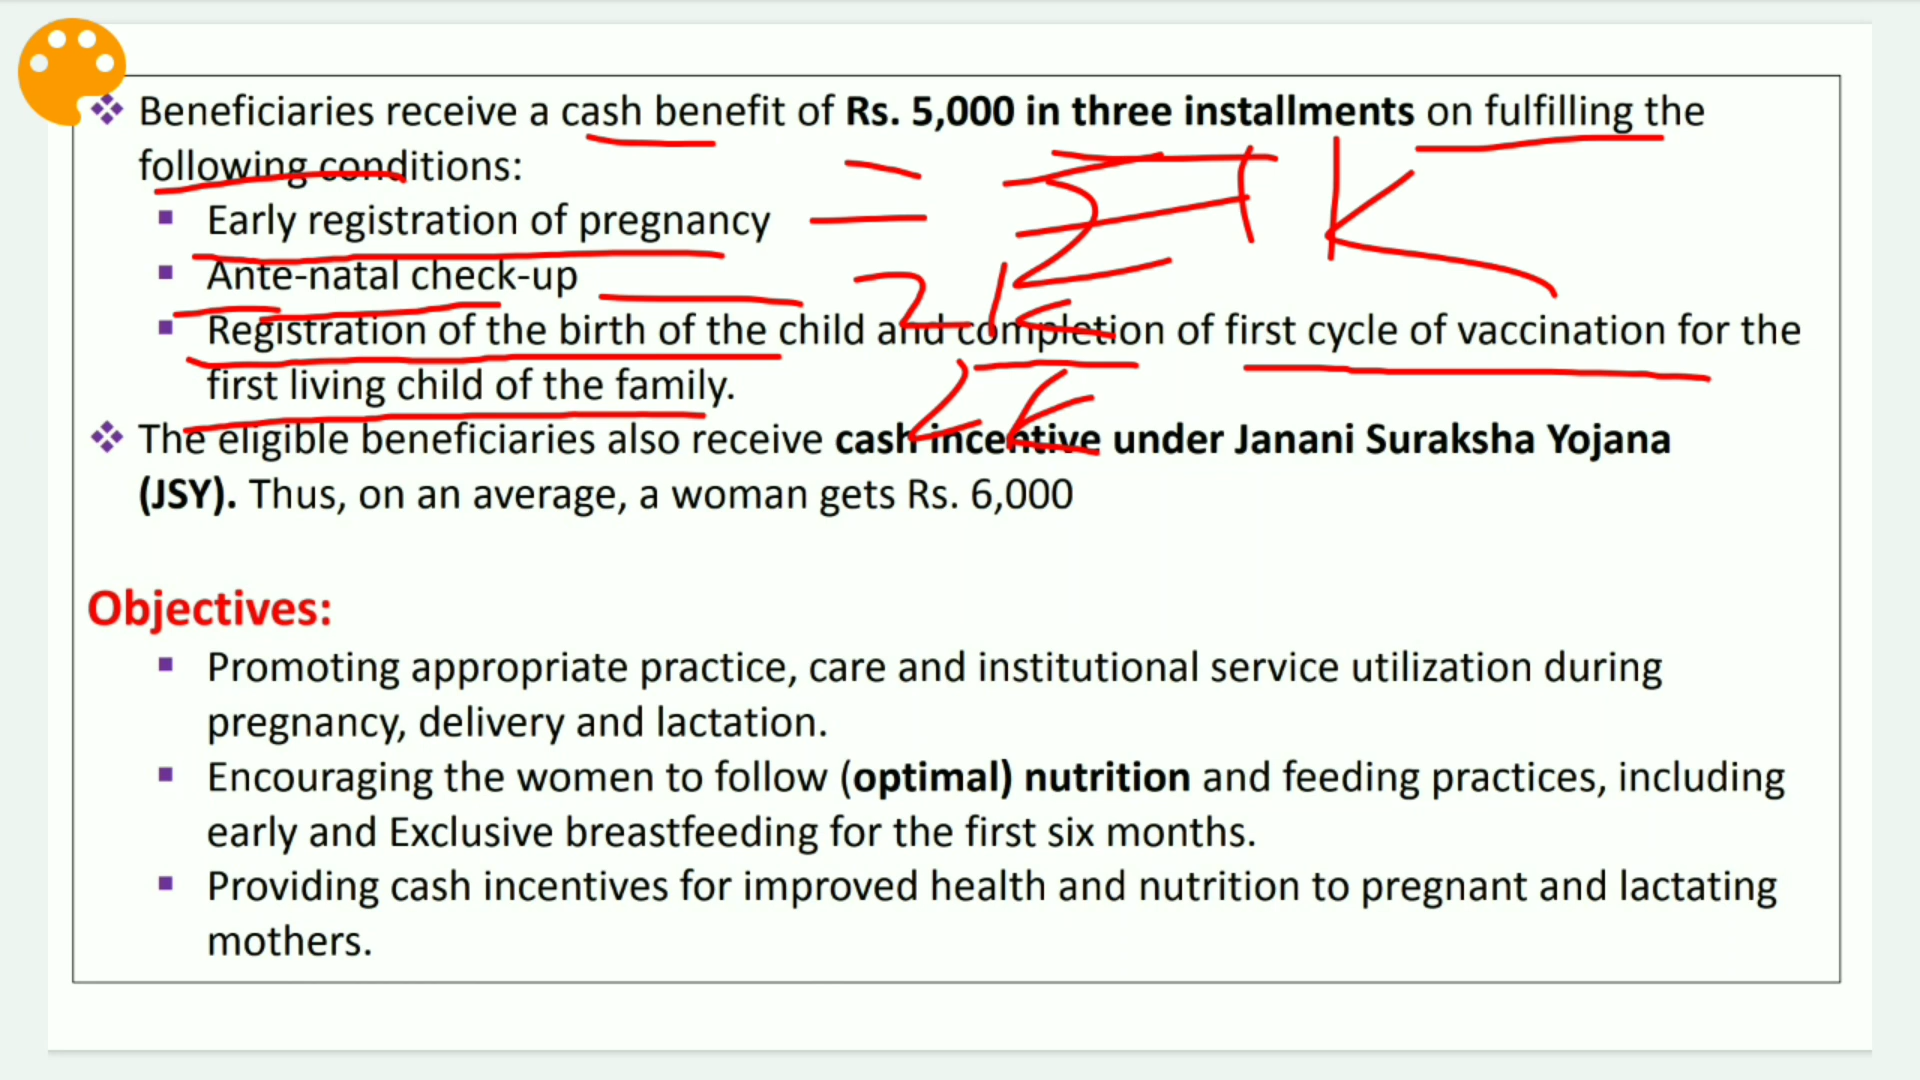 ❖ Beneficiaries receive a cash benefit of Rs. 5,000 in three installments on fulfilling the
following conditions:
▪ Early registration of pregnancy
▪ Ante-natal check-up
▪ Registration of the birth of the child and completion of first cycle of vaccination for the
first living child of the family.
❖ The eligible beneficiaries also receive cash incentive under Janani Suraksha Yojana
(JSY). Thus, on an average, a woman gets Rs. 6,000
Objectives:
▪ Promoting appropriate practice, care and institutional service utilization during
pregnancy, delivery and lactation.
▪ Encouraging the women to follow (optimal) nutrition and feeding practices, including
early and Exclusive breastfeeding for the first six months.
▪ Providing cash incentives for improved health and nutrition to pregnant and lactating
mothers.